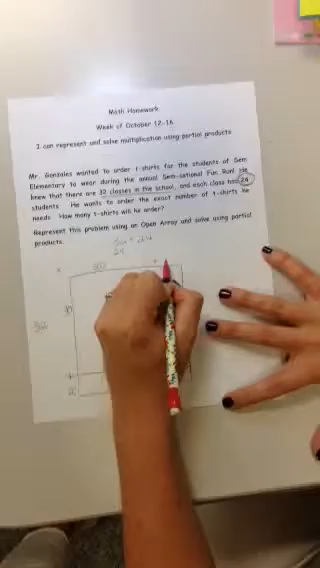 Math Homework
Week of October 12-16
I can represent and solve multiplication using partial products
Mr. Gonzales wanted to order t-shirts for the students of Sem
Elementary to wear during the annual Sem-sational Fun Run! He
knew that there are 32 classes in the school, and each class has 24
students. He wants to order the exact number of t-shirts he
needs. How many t-shirts will he order?
Represent this problem using an Open Array and solve using partial
products.
24
32
30
+
2